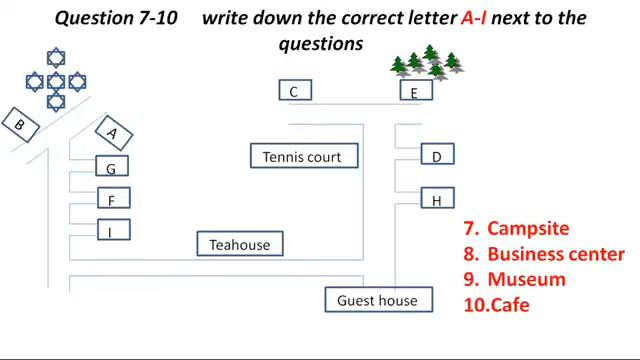 Question 7-10 write down the correct letter A-I next to the
questions
C
E
B
A
Tennis court
D
G
F
H
I
Teahouse
7. Campsite
8. Business center
9. Museum
10.Cafe
Guest house